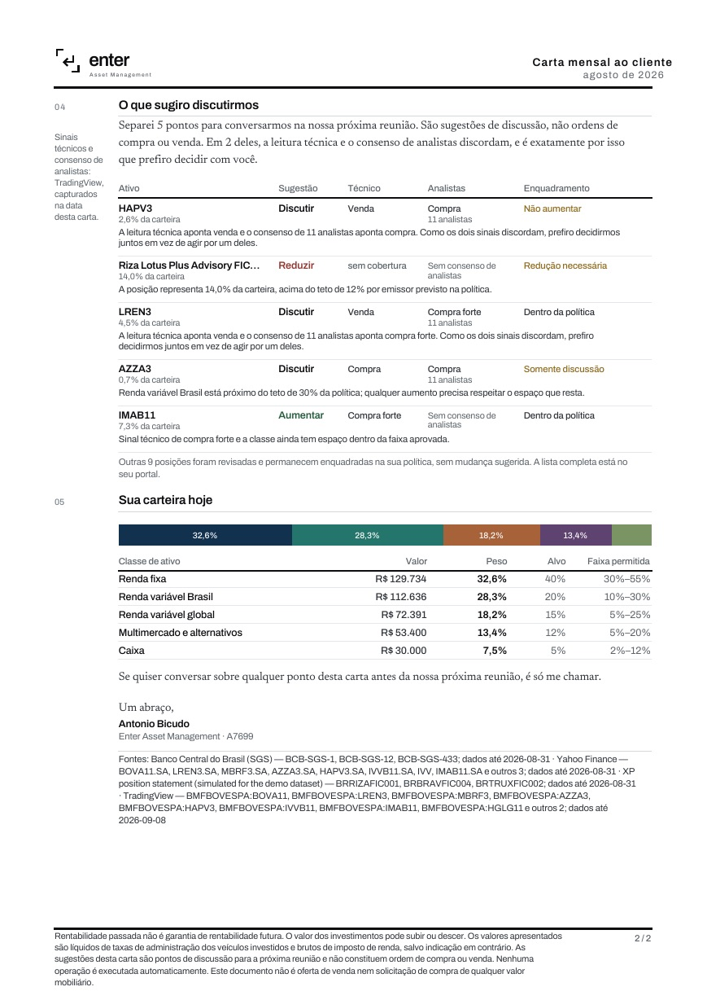 enter
Asset Management
Carta mensal ao cliente
agosto de 2026
04
O que sugiro discutirmos
Sinais
técnicos e
consenso de
analistas:
TradingView,
capturados
na data
desta carta.
Separei 5 pontos para conversarmos na nossa próxima reunião. São sugestões de discussão, não ordens de
compra ou venda. Em 2 deles, a leitura técnica e o consenso de analistas discordam, e é exatamente por isso
que prefiro decidir com você.
Ativo Sugestão Técnico Analistas Enquadramento
HAPV3 Discutir Venda Compra Não aumentar
2,6% da carteira 11 analistas
A leitura técnica aponta venda e o consenso de 11 analistas aponta compra. Como os dois sinais discordam, prefiro decidirmos
juntos em vez de agir por um deles.
Riza Lotus Plus Advisory FIC… Reduzir sem cobertura Sem consenso de Redução necessária
14,0% da carteira analistas
A posição representa 14,0% da carteira, acima do teto de 12% por emissor previsto na política.
LREN3 Discutir Venda Compra forte Dentro da política
4,5% da carteira 11 analistas
A leitura técnica aponta venda e o consenso de 11 analistas aponta compra forte. Como os dois sinais discordam, prefiro
decidirmos juntos em vez de agir por um deles.
AZZA3 Discutir Compra Compra Somente discussão
0,7% da carteira 11 analistas
Renda variável Brasil está próximo do teto de 30% da política; qualquer aumento precisa respeitar o espaço que resta.
IMAB11 Aumentar Compra forte Sem consenso de Dentro da política
7,3% da carteira analistas
Sinal técnico de compra forte e a classe ainda tem espaço dentro da faixa aprovada.
Outras 9 posições foram revisadas e permanecem enquadradas na sua política, sem mudança sugerida. A lista completa está no
seu portal.
05
Sua carteira hoje
32,6% 28,3% 18,2% 13,4%
Classe de ativo Valor Peso Alvo Faixa permitida
Renda fixa R$ 129.734 32,6% 40% 30%–55%
Renda variável Brasil R$ 112.636 28,3% 20% 10%–30%
Renda variável global R$ 72.391 18,2% 15% 5%–25%
Multimercado e alternativos R$ 53.400 13,4% 12% 5%–20%
Caixa R$ 30.000 7,5% 5% 2%–12%
Se quiser conversar sobre qualquer ponto desta carta antes da nossa próxima reunião, é só me chamar.
Um abraço,
Antonio Bicudo
Enter Asset Management · A7699
Fontes: Banco Central do Brasil (SGS) — BCB-SGS-1, BCB-SGS-12, BCB-SGS-433; dados até 2026-08-31 · Yahoo Finance —
BOVA11.SA, LREN3.SA, MBRF3.SA, AZZA3.SA, HAPV3.SA, IVVB11.SA, IVV, IMAB11.SA e outros 3; dados até 2026-08-31 · XP
position statement (simulated for the demo dataset) — BRRIZAFIC001, BRBRAVFIC004, BRTRUXFIC002; dados até 2026-08-31
· TradingView — BMFBOVESPA:BOVA11, BMFBOVESPA:LREN3, BMFBOVESPA:MBRF3, BMFBOVESPA:AZZA3,
BMFBOVESPA:HAPV3, BMFBOVESPA:IVVB11, BMFBOVESPA:IMAB11, BMFBOVESPA:HGLG11 e outros 2; dados até
2026-09-08
Rentabilidade passada não é garantia de rentabilidade futura. O valor dos investimentos pode subir ou descer. Os valores apresentados
são líquidos de taxas de administração dos veículos investidos e brutos de imposto de renda, salvo indicação em contrário. As
sugestões desta carta são pontos de discussão para a próxima reunião e não constituem ordem de compra ou venda. Nenhuma
operação é executada automaticamente. Este documento não é oferta de venda nem solicitação de compra de qualquer valor
mobiliário.
2 / 2